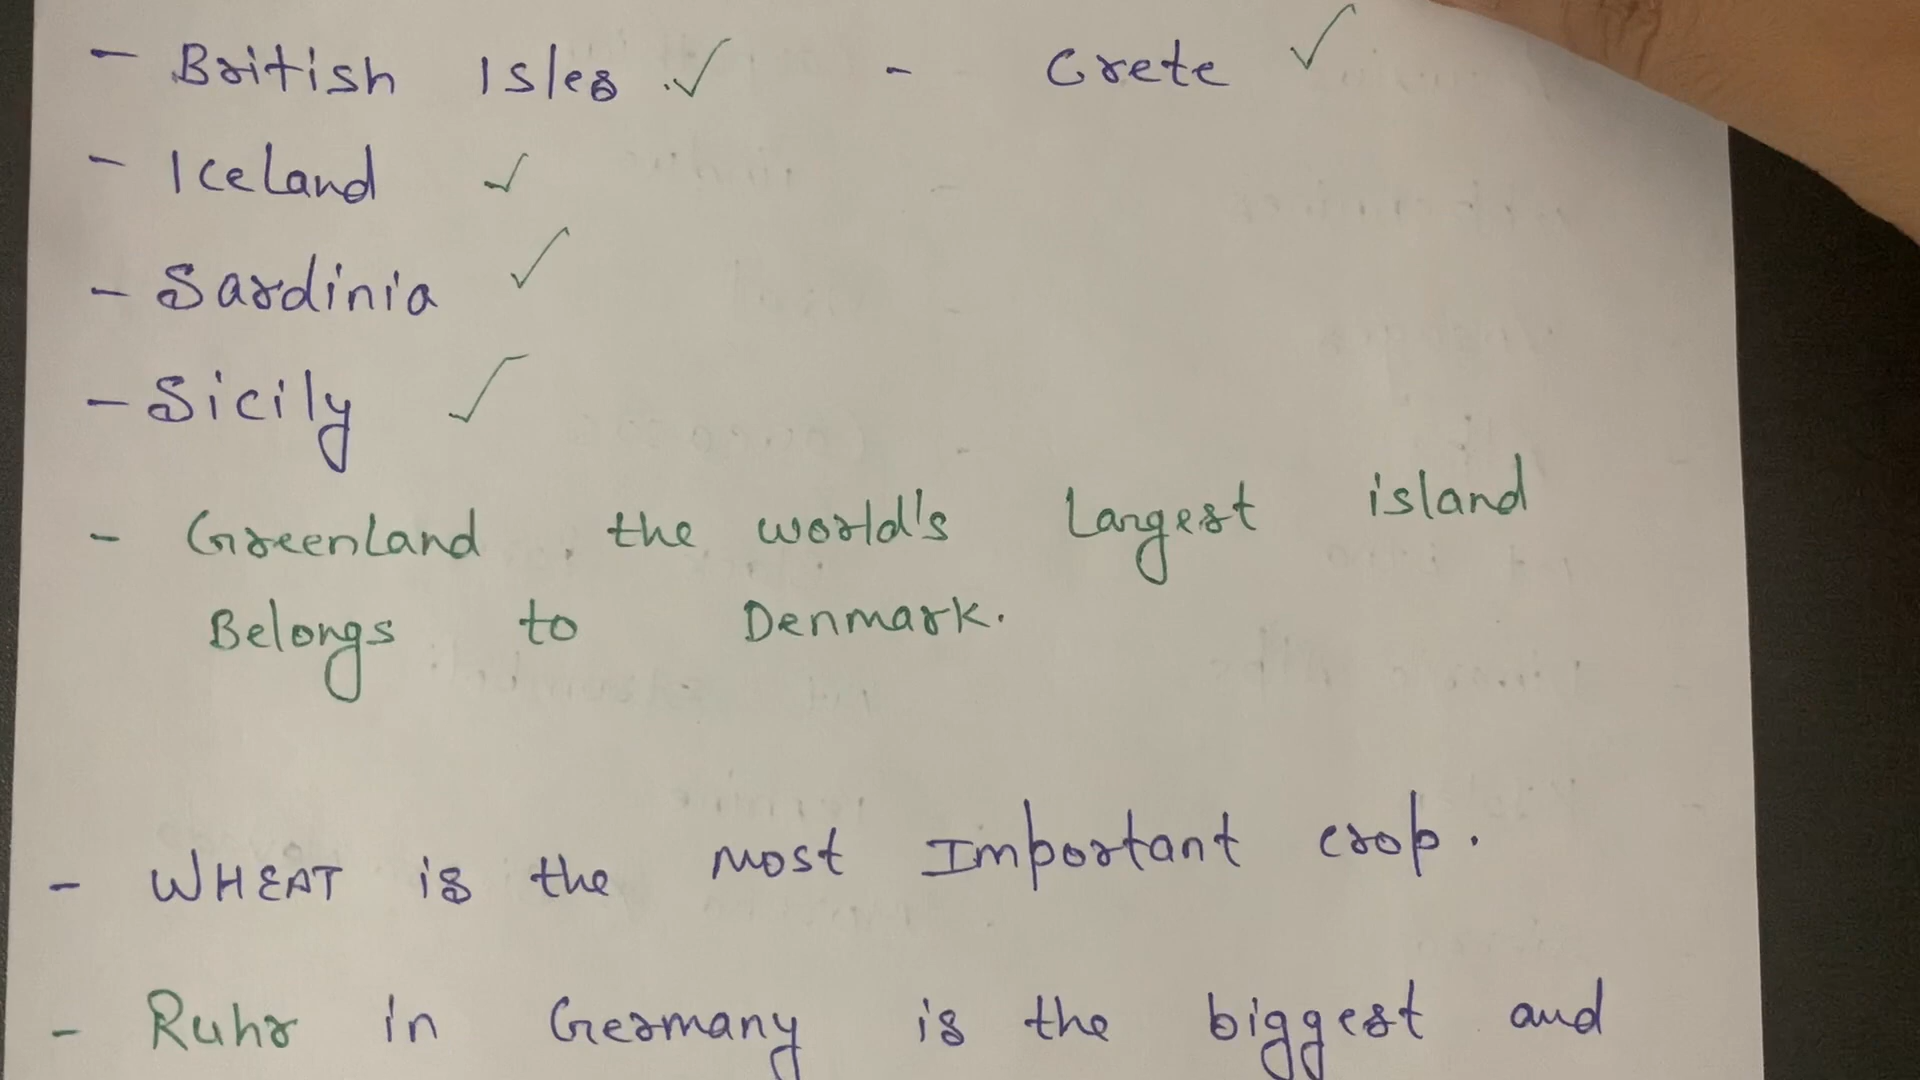 - British Isles ✓ - Crete ✓
- Iceland ✓
- Sardinia ✓
- Sicily ✓
- Greenland, the world's Largest island
Belongs to Denmark.
- WHEAT is the most Important crop.
- Ruhr in Germany is the biggest and